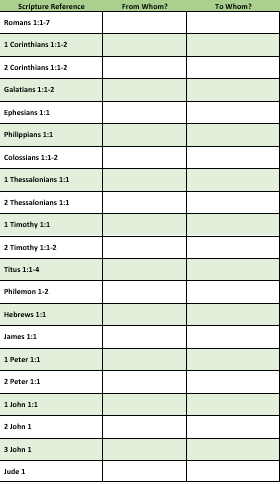 Scripture Reference From Whom? To Whom?
Romans 1:1-7
1 Corinthians 1:1-2
2 Corinthians 1:1-2
Galatians 1:1-2
Ephesians 1:1
Philippians 1:1
Colossians 1:1-2
1 Thessalonians 1:1
2 Thessalonians 1:1
1 Timothy 1:1
2 Timothy 1:1-2
Titus 1:1-4
Philemon 1-2
Hebrews 1:1
James 1:1
1 Peter 1:1
2 Peter 1:1
1 John 1:1
2 John 1
3 John 1
Jude 1